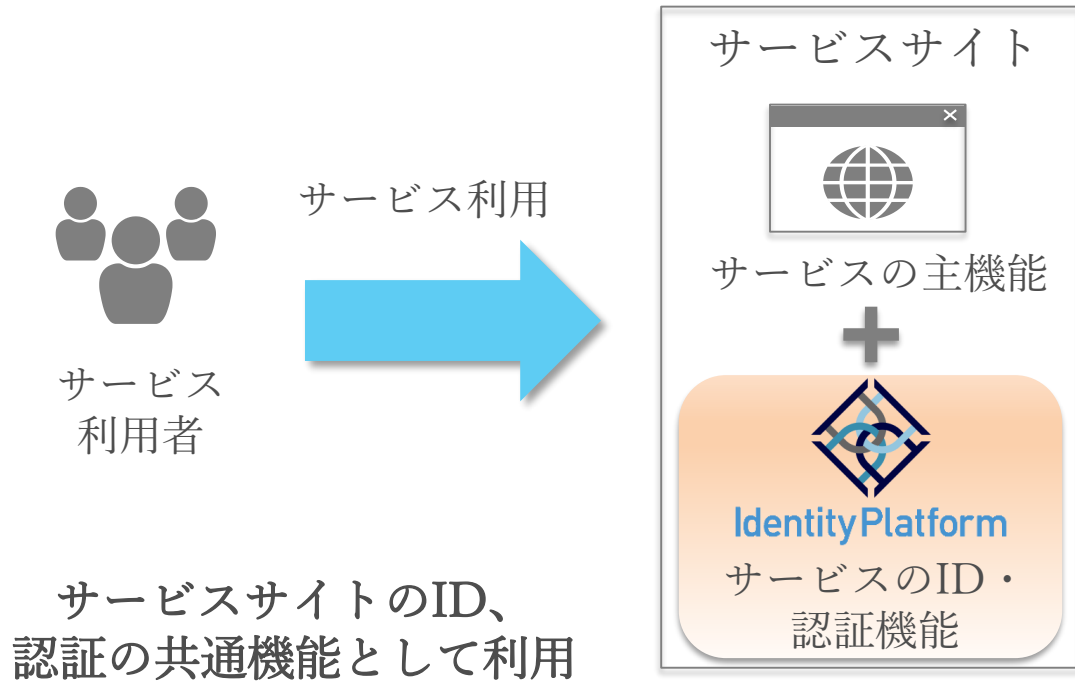 サービスサイト
サービス利用
サービスの主機能
サービス
利用者
IdentityPlatform
サービスのID・
認証機能
サービスサイトのID、
認証の共通機能として利用